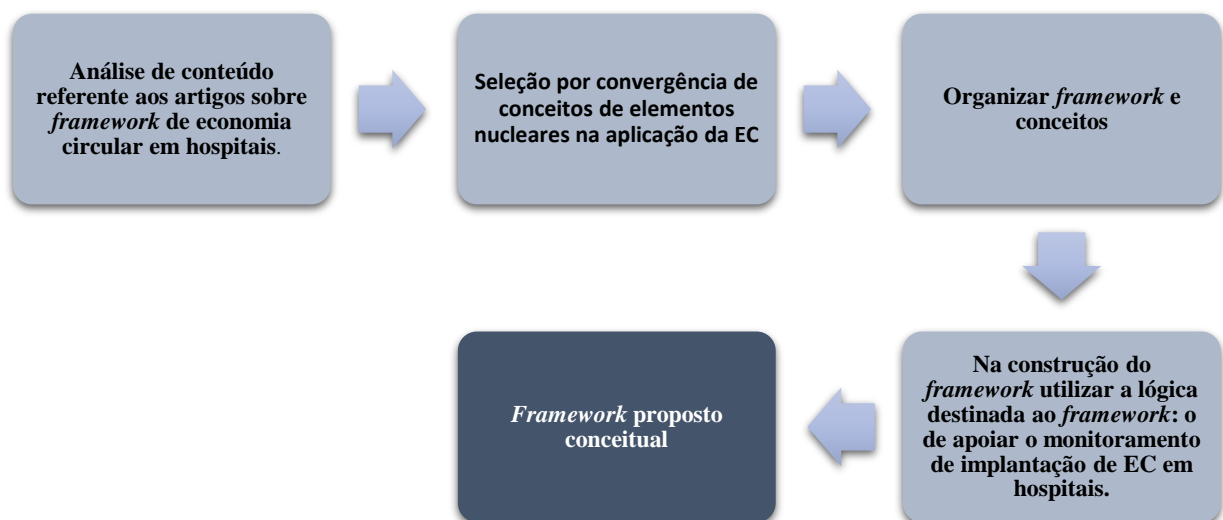 Análise de conteúdo
referente aos artigos sobre
framework de economia
circular em hospitais.
Seleção por convergência de
conceitos de elementos
nucleares na aplicação da EC
Organizar framework e
conceitos
Na construção do
framework utilizar a lógica
destinada ao framework: o
de apoiar o monitoramento
de implantação de EC em
hospitais.
Framework proposto
conceitual